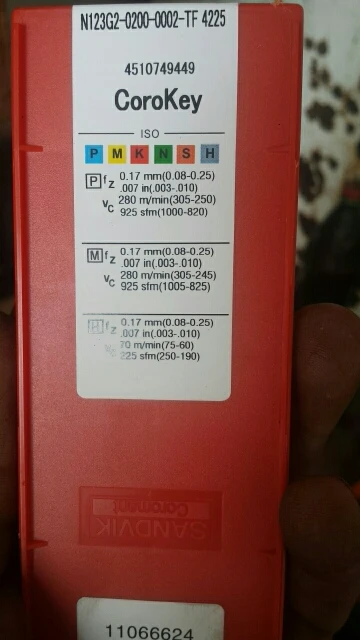 N123G2-0200-0002-TF 4225
4510749449
CoroKey
ISO
P M K N S H
P fz 0.17 mm(0.08-0.25)
.007 in(.003-.010)
vc 280 m/min(305-250)
925 sfm(1000-820)
M fz 0.17 mm(0.08-0.25)
.007 in(.003-.010)
vc 280 m/min(305-245)
925 sfm(1005-825)
H fz 0.17 mm(0.08-0.25)
.007 in(.003-.010)
vc 70 m/min(75-60)
225 sfm(250-190)
SANDVIK
Coromant
11066624